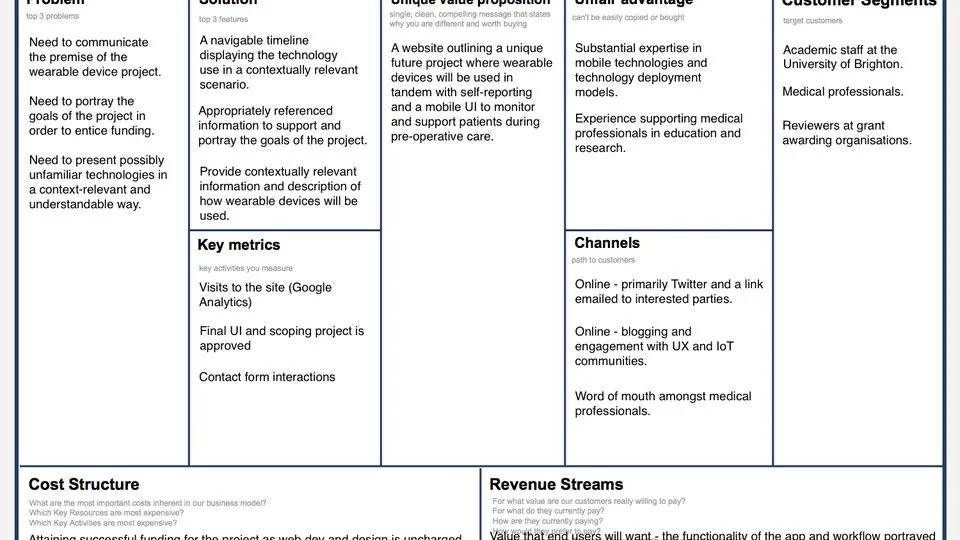 Problem
top 3 problems
Need to communicate
the premise of the
wearable device project.
Need to portray the
goals of the project in
order to entice funding.
Need to present possibly
unfamiliar technologies in
a context-relevant and
understandable way.
Solution
top 3 features
A navigable timeline
displaying the technology
use in a contextually relevant
scenario.
Appropriately referenced
information to support and
portray the goals of the project.
Provide contextually relevant
information and description of
how wearable devices will be
used.
Key metrics
key activities you measure
Visits to the site (Google
Analytics)
Final UI and scoping project is
approved
Contact form interactions
Unique value proposition
single, clean, compelling message that states
why you are different and worth buying
A website outlining a unique
future project where wearable
devices will be used in
tandem with self-reporting
and a mobile UI to monitor
and support patients during
pre-operative care.
Unfair advantage
can't be easily copied or bought
Substantial expertise in
mobile technologies and
technology deployment
models.
Experience supporting medical
professionals in education and
research.
Channels
path to customers
Online - primarily Twitter and a link
emailed to interested parties.
Online - blogging and
engagement with UX and IoT
communities.
Word of mouth amongst medical
professionals.
Customer Segments
target customers
Academic staff at the
University of Brighton.
Medical professionals.
Reviewers at grant
awarding organisations.
Cost Structure
What are the most important costs inherent in our business model?
Which Key Resources are most expensive?
Which Key Activities are most expensive?
Attaining successful funding for the project as web dev and design is uncharged
Revenue Streams
For what value are our customers really willing to pay?
For what do they currently pay?
How are they currently paying?
How would they prefer to pay?
Value that end users will want - the functionality of the app and workflow portrayed